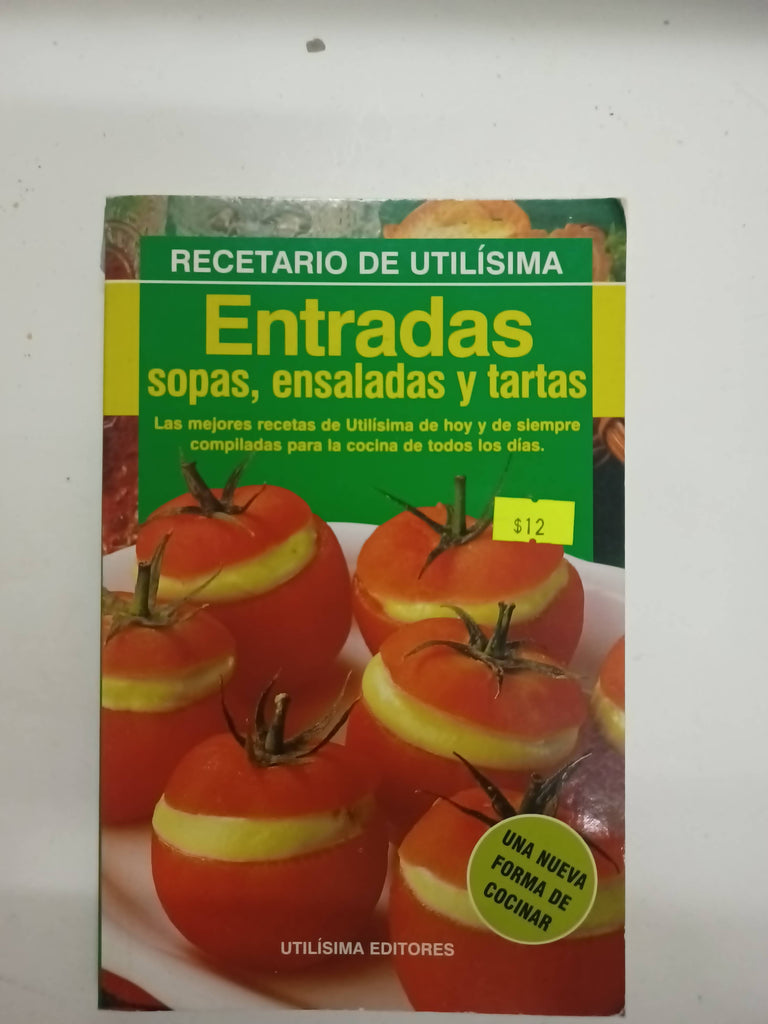 RECETARIO DE UTILÍSIMA
Entradas
sopas, ensaladas y tartas
Las mejores recetas de Utilísima de hoy y de siempre
compiladas para la cocina de todos los días.
$12
UNA NUEVA
FORMA DE
COCINAR
UTILÍSIMA EDITORES